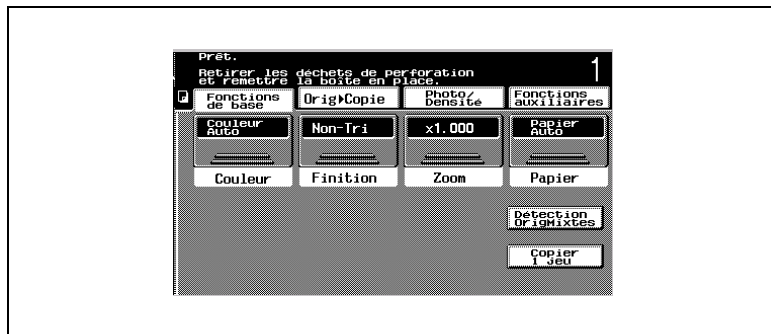 Prêt.
Retirer les déchets de perforation
et remettre la boîte en place.
1
Fonctions
de base
Orig▶Copie
Photo/
Densité
Fonctions
auxiliaires
Couleur
Auto
Non-Tri
x1.000
Papier
Auto
Couleur
Finition
Zoom
Papier
Détection
OrigMixtes
Copier
1 jeu